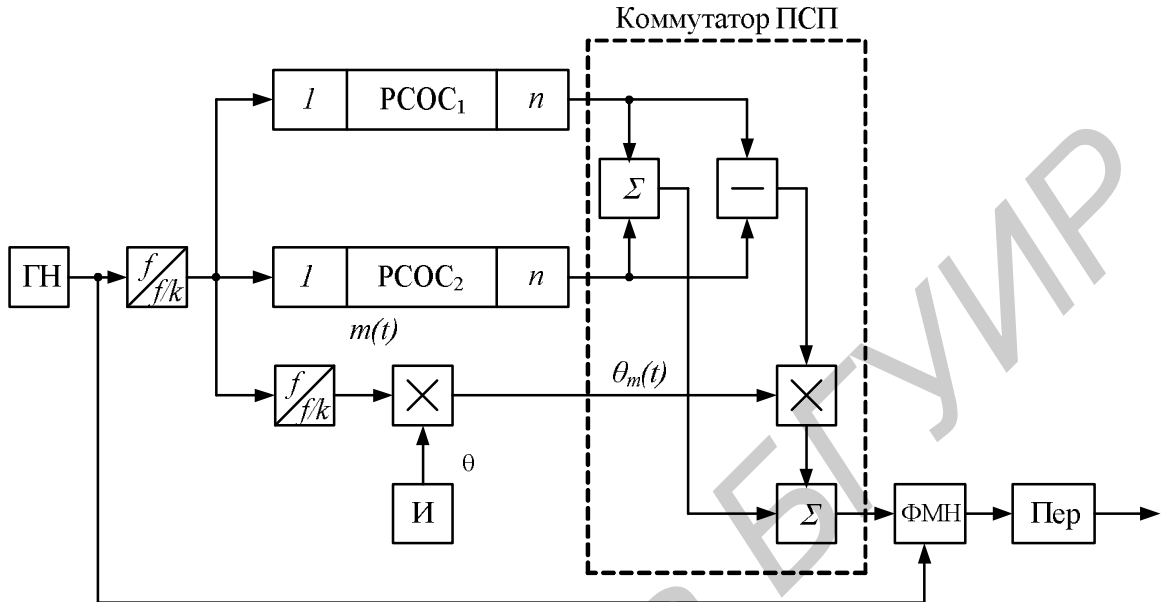 Коммутатор ПСП
1 РСОС₁ n
Σ —
ГН f f/k 1 РСОС₂ n
m(t)
f f/k × θₘ(t) ×
θ
И Σ ФМН Пер
БГУИР